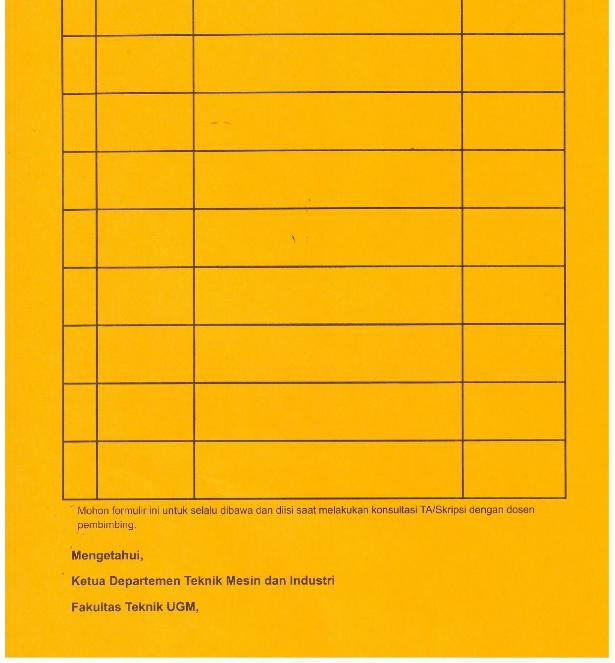 Mohon formulir ini untuk selalu dibawa dan diisi saat melakukan konsultasi TA/Skripsi dengan dosen
pembimbing.
Mengetahui,
Ketua Departemen Teknik Mesin dan Industri
Fakultas Teknik UGM,